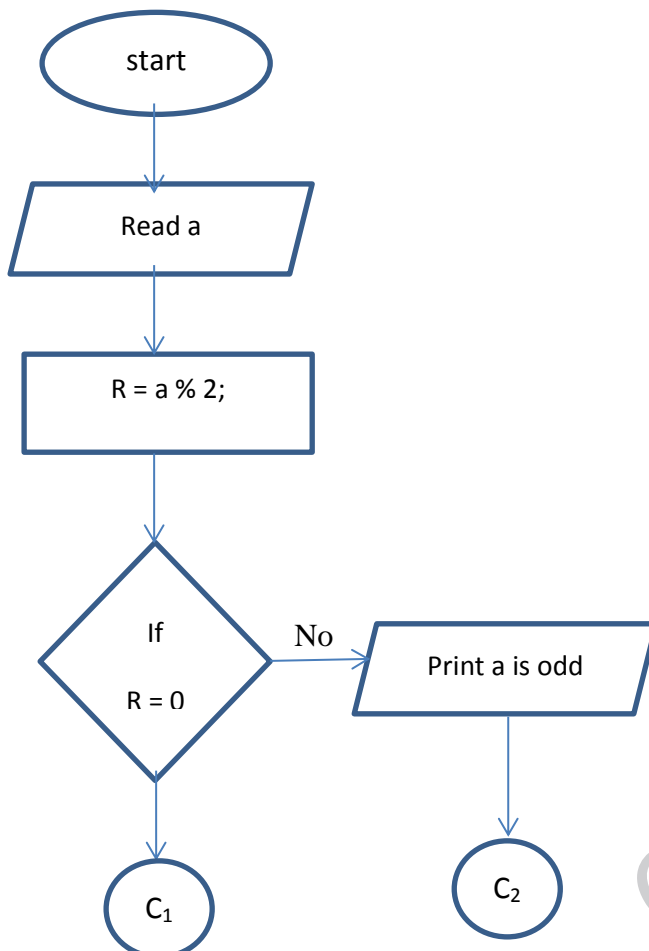 start
Read a
R = a % 2;
If
R = 0
No
Print a is odd
C₁
C₂